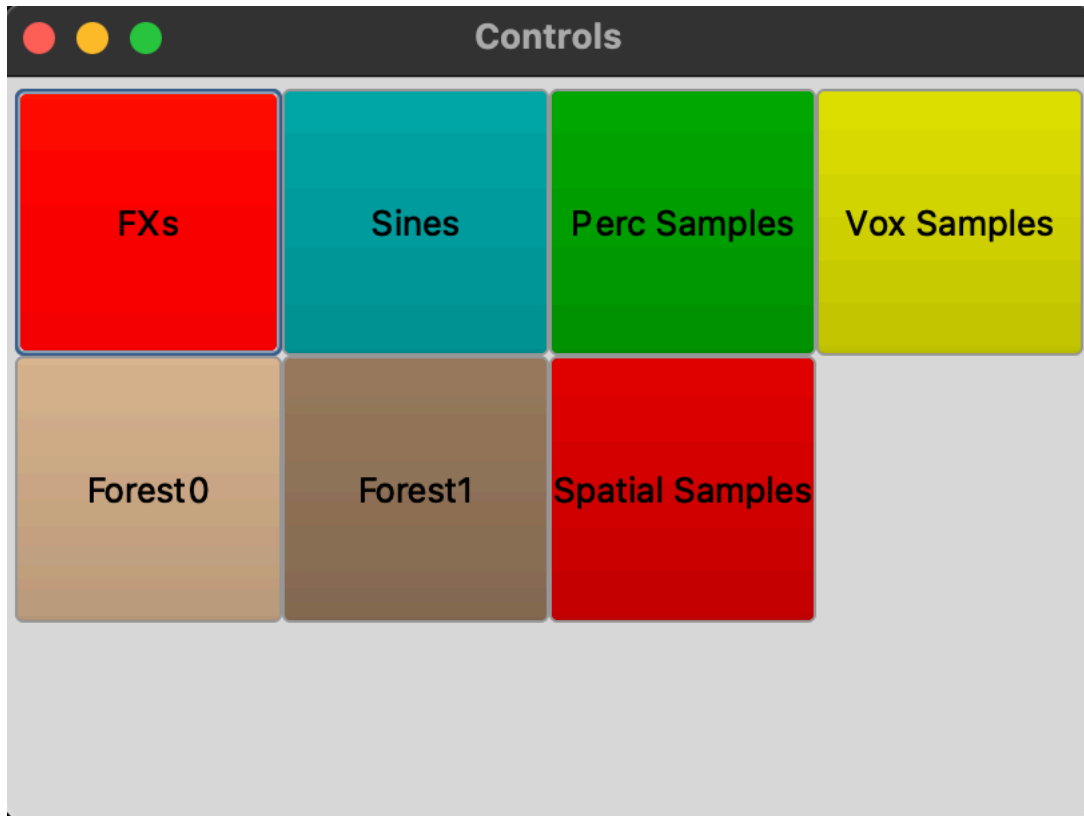 Controls
FXs
Sines
Perc Samples
Vox Samples
Forest0
Forest1
Spatial Samples